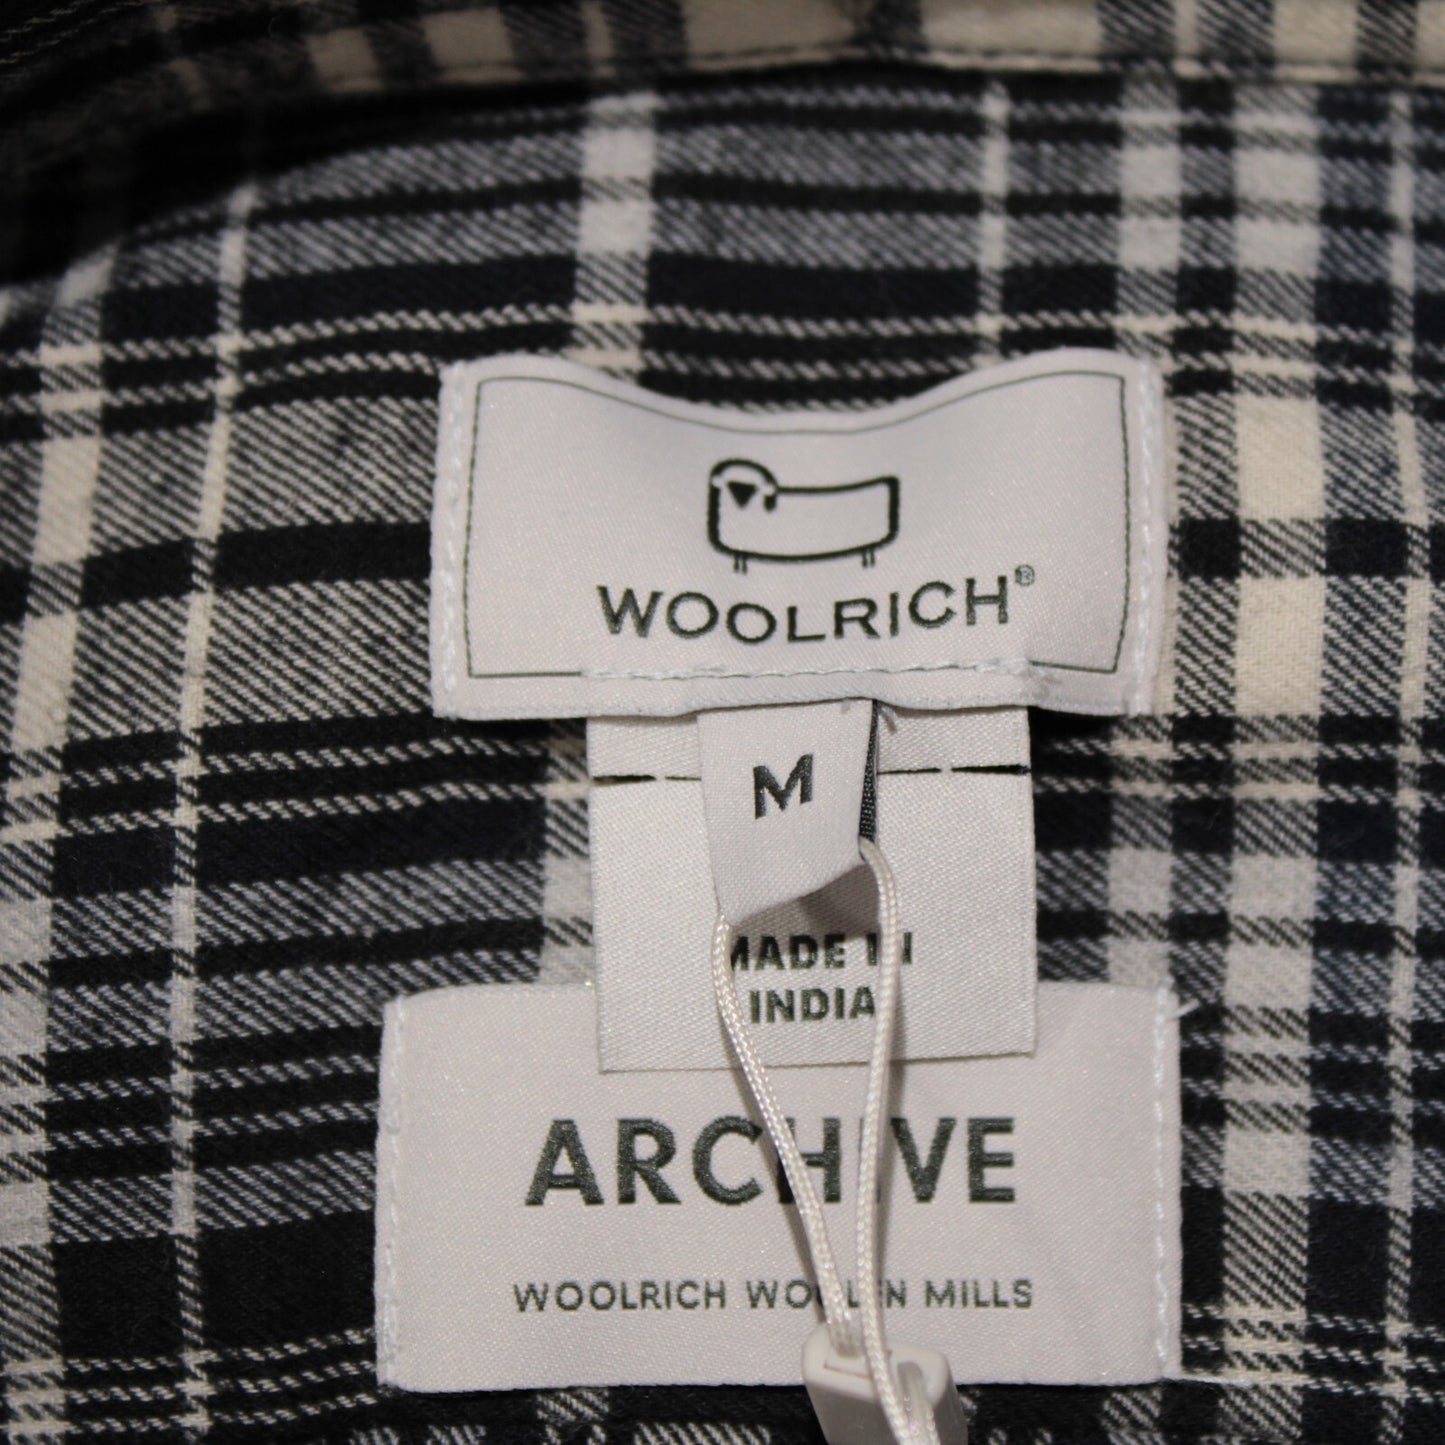 WOOLRICH®
M
MADE IN
INDIA
ARCHIVE
WOOLRICH WOOLEN MILLS